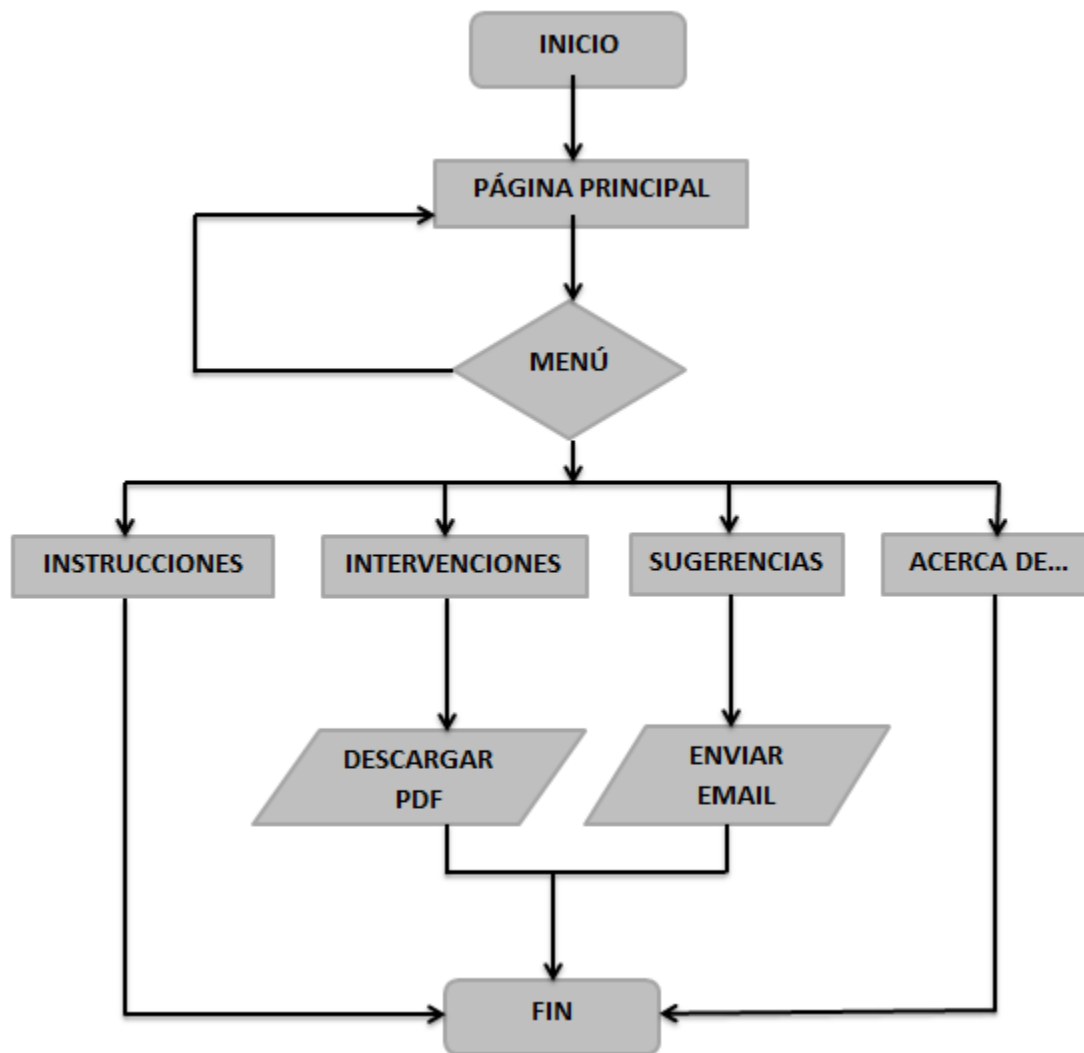 INICIO
PÁGINA PRINCIPAL
MENÚ
INSTRUCCIONES
INTERVENCIONES
SUGERENCIAS
ACERCA DE...
DESCARGAR
PDF
ENVIAR
EMAIL
FIN